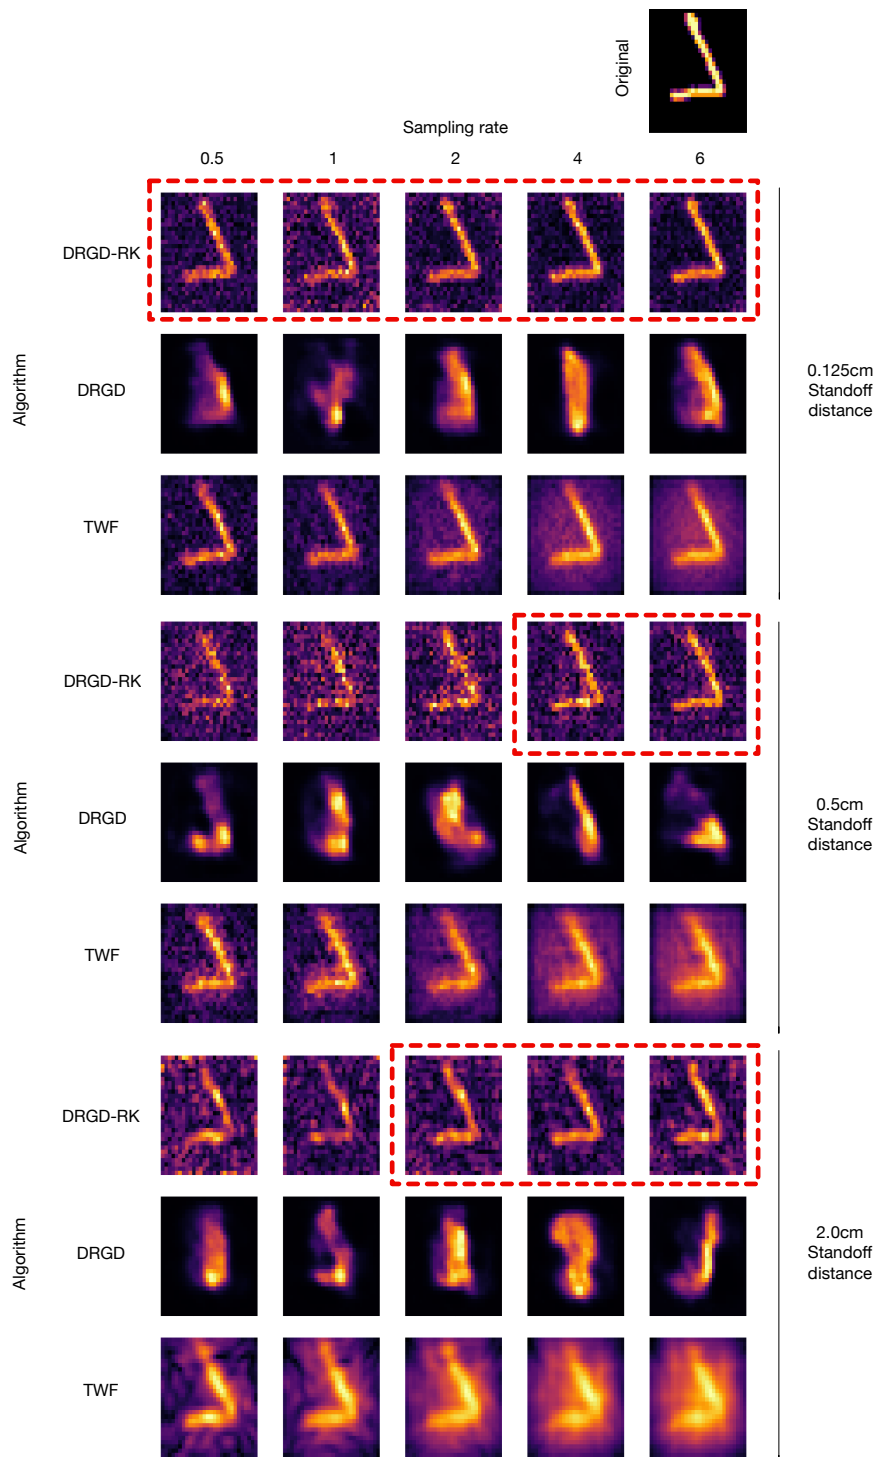 Original
Sampling rate
0.5 1 2 4 6
DRGD-RK
Algorithm
DRGD
0.125cm
Standoff
distance
TWF
DRGD-RK
Algorithm
DRGD
0.5cm
Standoff
distance
TWF
DRGD-RK
Algorithm
DRGD
2.0cm
Standoff
distance
TWF